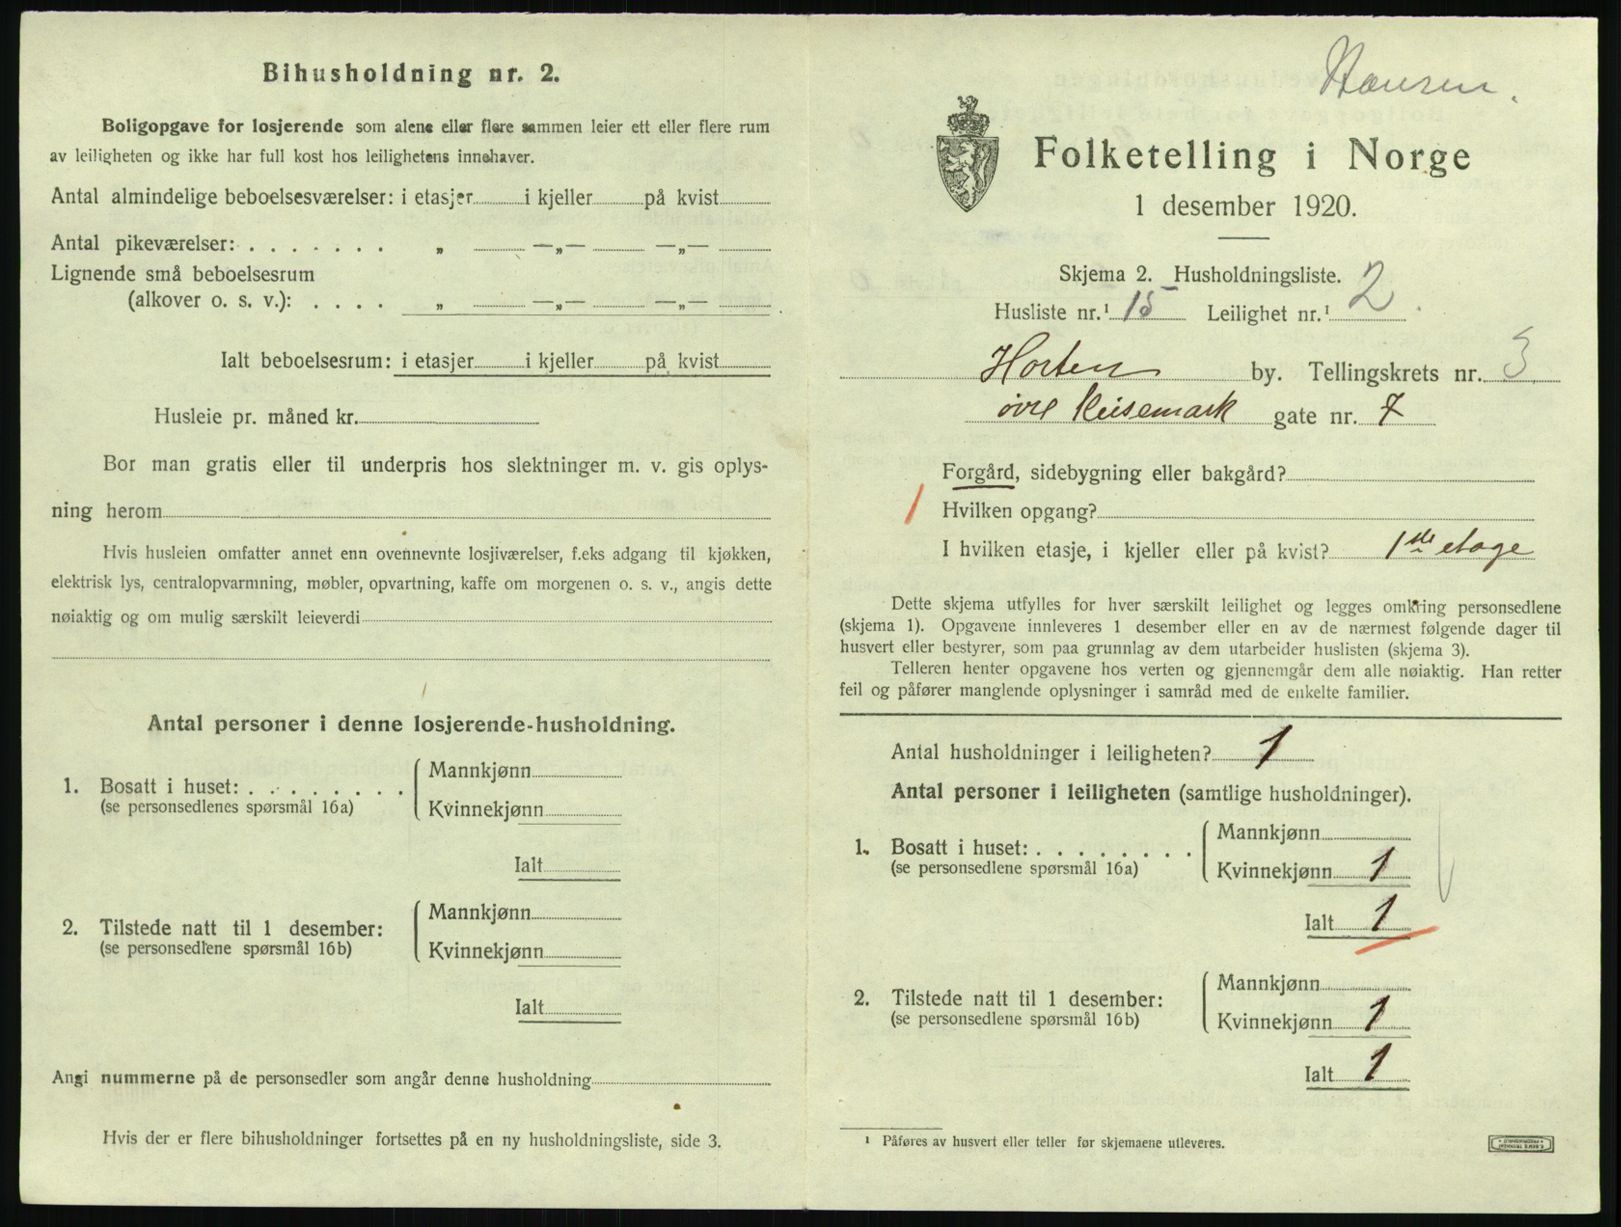 Bihusholdning nr. 2.
Boligopgave for losjerende som alene eller flere sammen leier ett eller flere rum
av leiligheten og ikke har full kost hos leilighetens innehaver.
Antal almindelige beboelsesværelser: i etasjer i kjeller på kvist
Antal pikeværelser: . . . . . . . „ —„— —„—
Lignende små beboelsesrum
(alkover o. s. v.): . . . . „ —„— —„—
Ialt beboelsesrum: i etasjer i kjeller på kvist
Husleie pr. måned kr.
Bor man gratis eller til underpris hos slektninger m. v. gis oplys-
ning herom
Hvis husleien omfatter annet enn ovennevnte losjiværelser, f.eks adgang til kjøkken,
elektrisk lys, centralopvarmning, møbler, opvartning, kaffe om morgenen o. s. v., angis dette
nøiaktig og om mulig særskilt leieverdi
Antal personer i denne losjerende-husholdning.
1. Bosatt i huset: . . . . . . . .
(se personsedlenes spørsmål 16a)
Mannkjønn
Kvinnekjønn
Ialt
2. Tilstede natt til 1 desember:
(se personsedlene spørsmål 16b)
Mannkjønn
Kvinnekjønn
Ialt
Angi nummerne på de personsedler som angår denne husholdning
Hvis der er flere bihusholdninger fortsettes på en ny husholdningsliste, side 3.
Hansen.
Folketelling i Norge
1 desember 1920.
Skjema 2. Husholdningsliste.
Husliste nr.¹ 15 Leilighet nr.¹ 2
Horten by. Tellingskrets nr. 3
øvre Keisemark gate nr. 7
Forgård, sidebygning eller bakgård?
1 Hvilken opgang?
I hvilken etasje, i kjeller eller på kvist? 1ste etage
Dette skjema utfylles for hver særskilt leilighet og legges omkring personsedlene
(skjema 1). Opgavene innleveres 1 desember eller en av de nærmest følgende dager til
husvert eller bestyrer, som paa grunnlag av dem utarbeider huslisten (skjema 3).
Telleren henter opgavene hos verten og gjennemgår dem alle nøiaktig. Han retter
feil og påfører manglende oplysninger i samråd med de enkelte familier.
Antal husholdninger i leiligheten? 1
Antal personer i leiligheten (samtlige husholdninger).
1. Bosatt i huset: . . . . . . . .
(se personsedlene spørsmål 16a)
Mannkjønn
Kvinnekjønn 1
Ialt 1
2. Tilstede natt til 1 desember:
(se personsedlene spørsmål 16b)
Mannkjønn
Kvinnekjønn 1
Ialt 1
¹ Påføres av husvert eller teller før skjemaene utleveres.